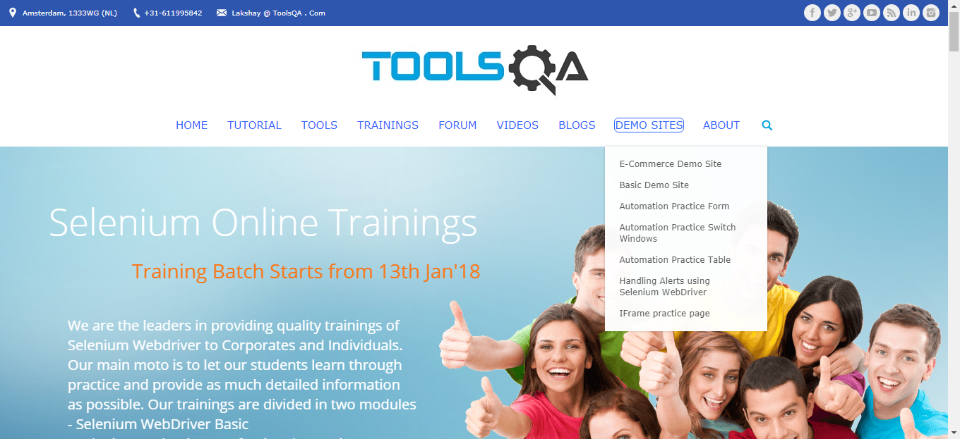 Amsterdam, 1333WG (NL) +31-611995842 Lakshay @ ToolsQA . Com
TOOLSQA
HOME TUTORIAL TOOLS TRAININGS FORUM VIDEOS BLOGS DEMO SITES ABOUT
E-Commerce Demo Site
Basic Demo Site
Automation Practice Form
Automation Practice Switch
Windows
Automation Practice Table
Handling Alerts using
Selenium WebDriver
IFrame practice page
Selenium Online Trainings
Training Batch Starts from 13th Jan'18
We are the leaders in providing quality trainings of
Selenium Webdriver to Corporates and Individuals.
Our main moto is to let our students learn through
practice and provide as much detailed information
as possible. Our trainings are divided in two modules
- Selenium WebDriver Basic